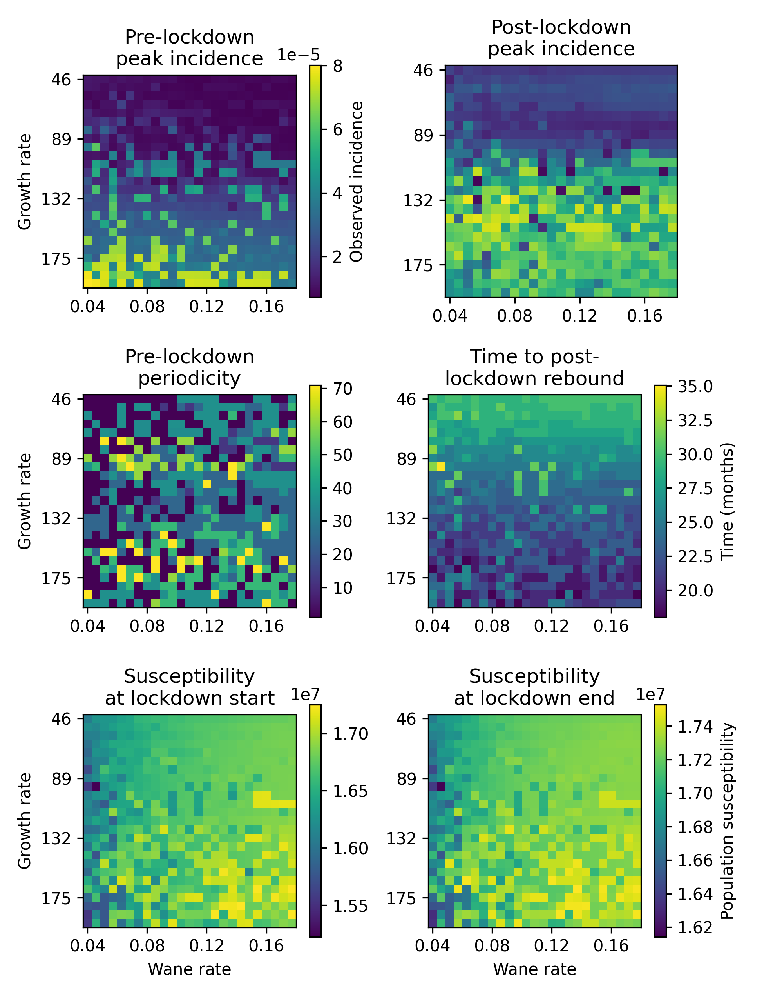 Pre-lockdown
peak incidence
1e−5
46
89
132
175
Growth rate
0.04 0.08 0.12 0.16
8
6
4
2
Observed incidence
Post-lockdown
peak incidence
46
89
132
175
0.04 0.08 0.12 0.16
Pre-lockdown
periodicity
46
89
132
175
Growth rate
0.04 0.08 0.12 0.16
70
60
50
40
30
20
10
Time to post-
lockdown rebound
46
89
132
175
0.04 0.08 0.12 0.16
35.0
32.5
30.0
27.5
25.0
22.5
20.0
Time (months)
Susceptibility
at lockdown start
1e7
46
89
132
175
Growth rate
0.04 0.08 0.12 0.16
Wane rate
1.70
1.65
1.60
1.55
Susceptibility
at lockdown end
1e7
46
89
132
175
0.04 0.08 0.12 0.16
Wane rate
1.74
1.72
1.70
1.68
1.66
1.64
1.62
Population susceptibility